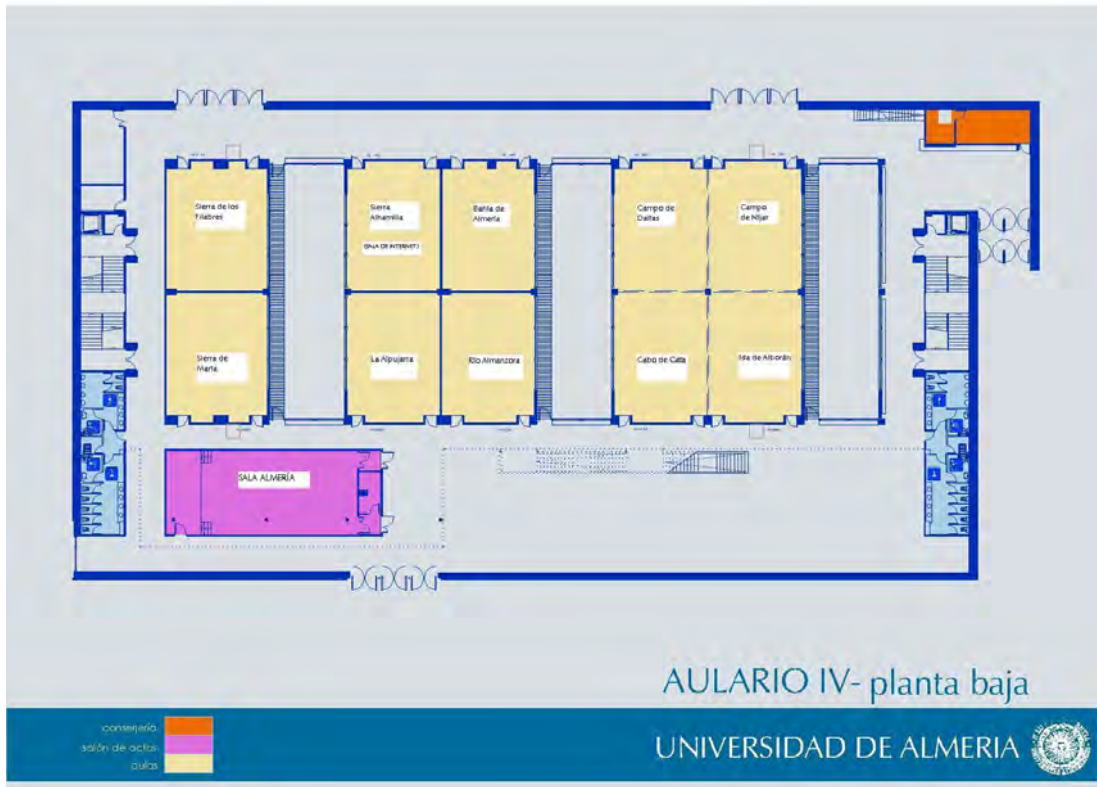 Sierra de los
Filabres
Sierra
Alhamilla
(SALA DE INTERNET)
Bahía de
Almería
Campo de
Dalías
Campo
de Níjar
Sierra de
María
La Alpujarra
Río Almanzora
Cabo de Gata
Isla de Alborán
SALA ALMERÍA
AULARIO IV- planta baja
conserjería
salón de actos
aulas
UNIVERSIDAD DE ALMERIA